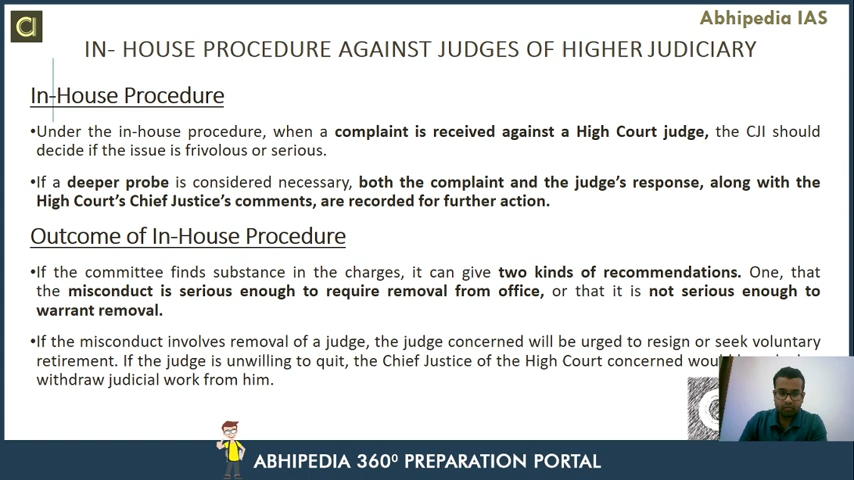 Abhipedia IAS
IN- HOUSE PROCEDURE AGAINST JUDGES OF HIGHER JUDICIARY
In-House Procedure
•Under the in-house procedure, when a complaint is received against a High Court judge, the CJI should
decide if the issue is frivolous or serious.
•If a deeper probe is considered necessary, both the complaint and the judge's response, along with the
High Court's Chief Justice's comments, are recorded for further action.
Outcome of In-House Procedure
•If the committee finds substance in the charges, it can give two kinds of recommendations. One, that
the misconduct is serious enough to require removal from office, or that it is not serious enough to
warrant removal.
•If the misconduct involves removal of a judge, the judge concerned will be urged to resign or seek voluntary
retirement. If the judge is unwilling to quit, the Chief Justice of the High Court concerned
withdraw judicial work from him.
ABHIPEDIA 360⁰ PREPARATION PORTAL